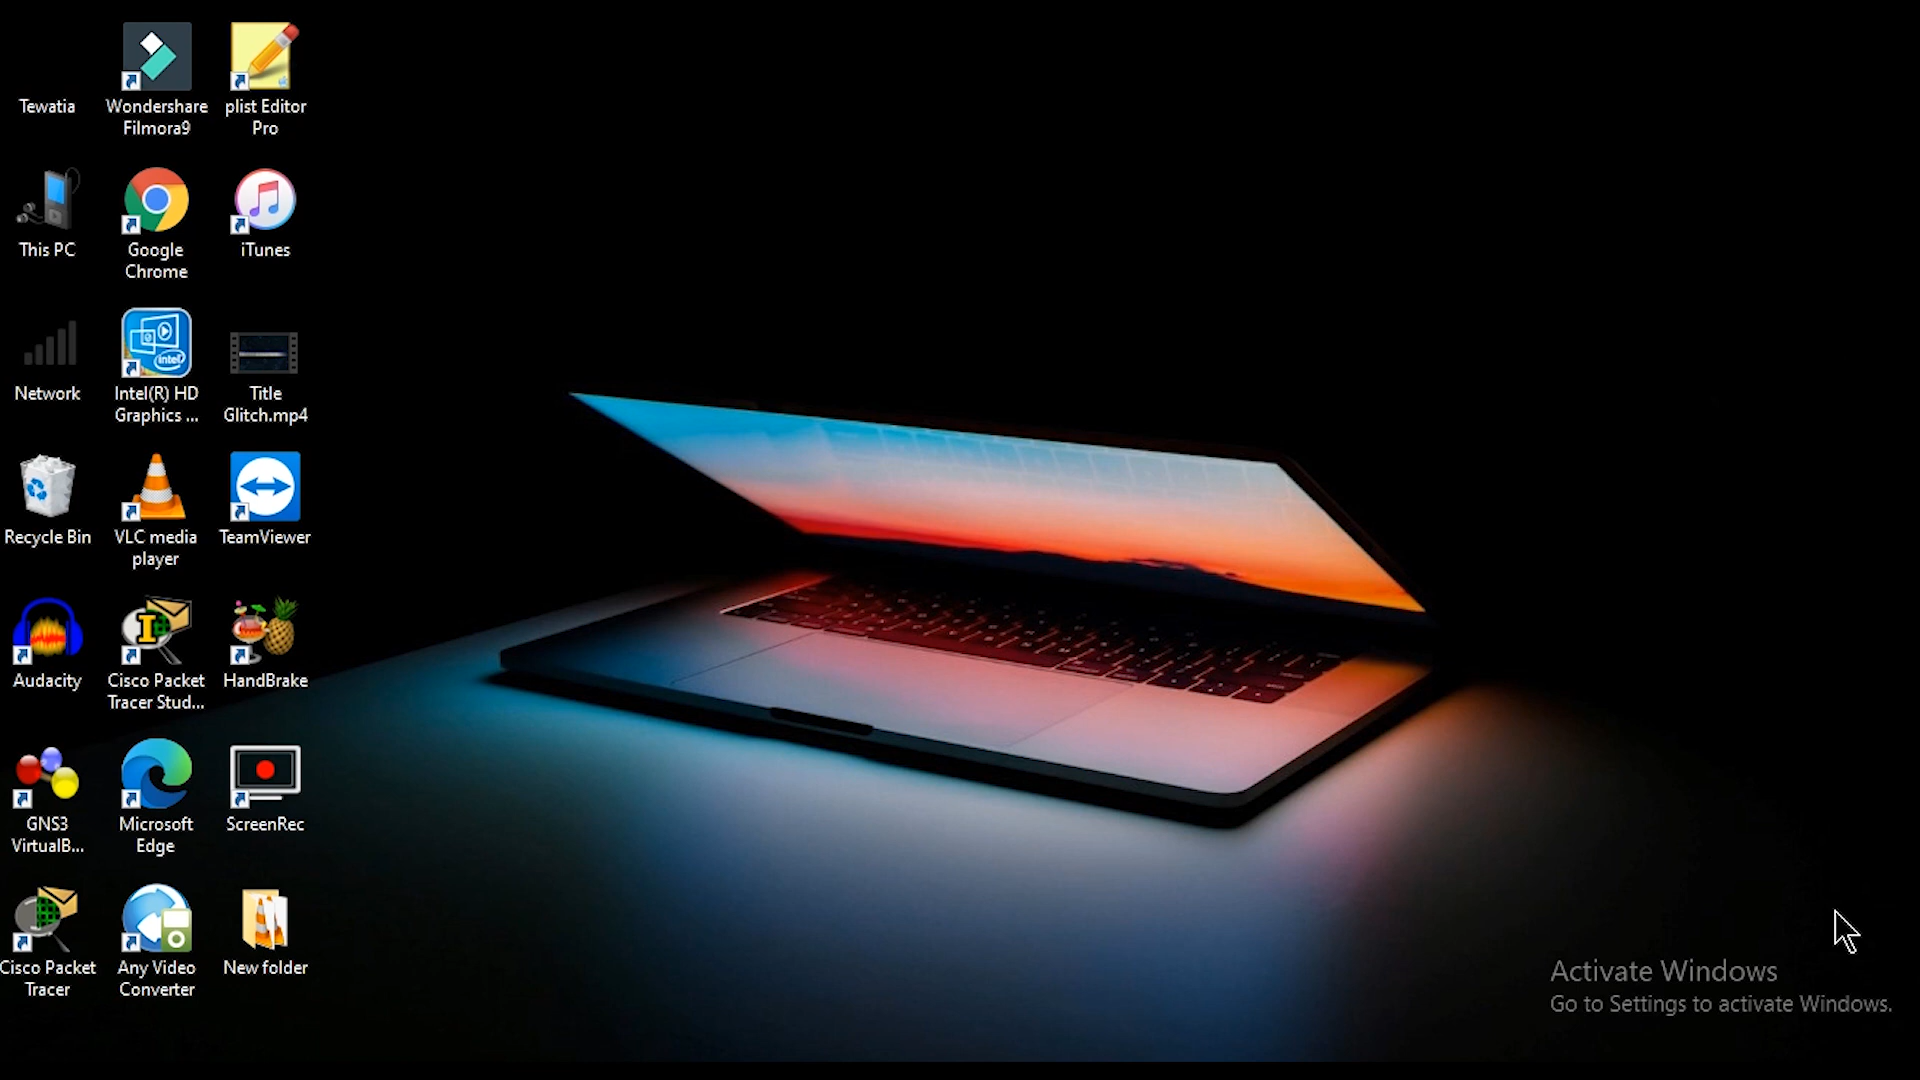 Tewatia
Wondershare
Filmora9
plist Editor
Pro
This PC
Google
Chrome
iTunes
Network
Intel(R) HD
Graphics ...
intel
Title
Glitch.mp4
Recycle Bin
VLC media
player
TeamViewer
Audacity
Cisco Packet
Tracer Stud...
HandBrake
GNS3
VirtualB...
Microsoft
Edge
ScreenRec
Cisco Packet
Tracer
Any Video
Converter
New folder
Activate Windows
Go to Settings to activate Windows.